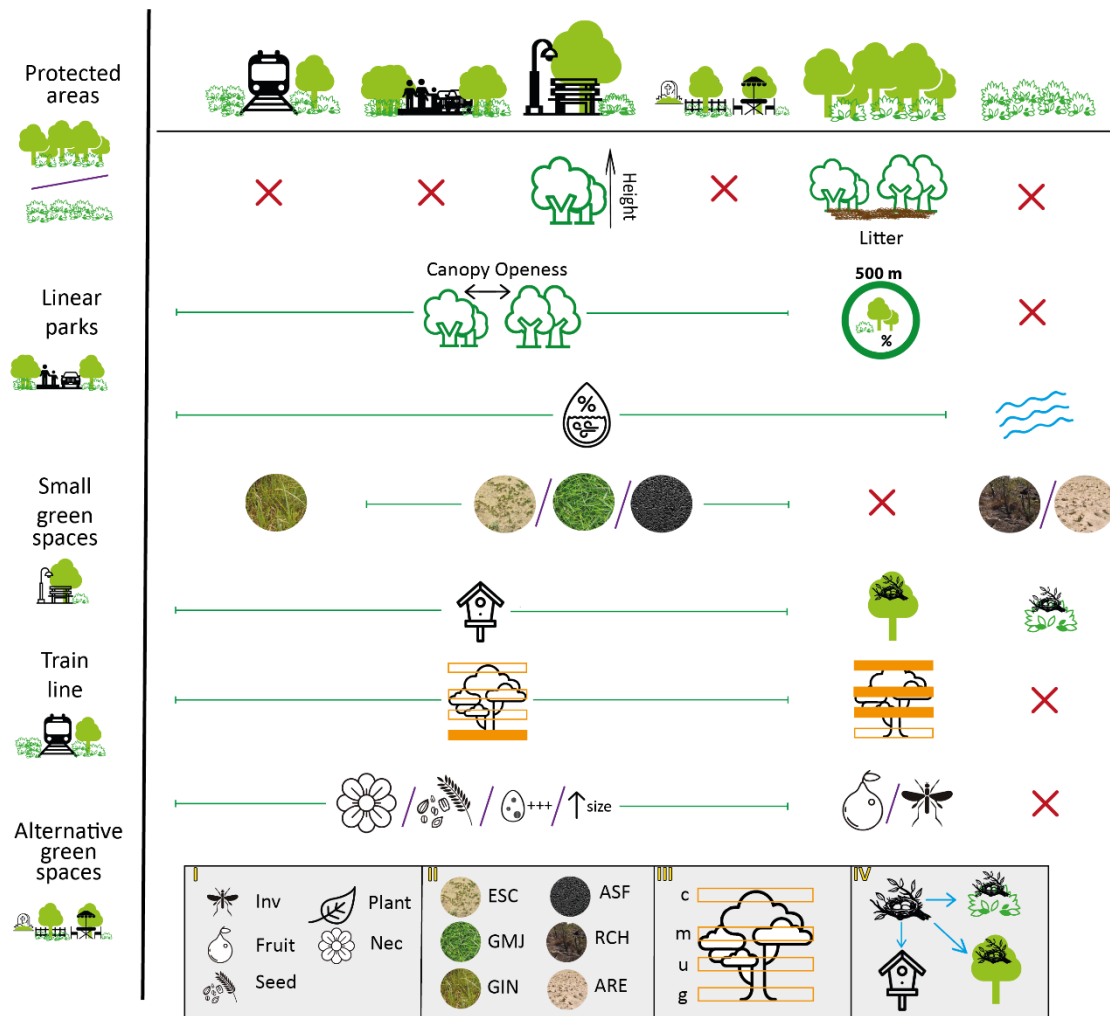 Protected
areas
Height
Litter
Canopy Openess
500 m
%
Linear
parks
%
Small
green
spaces
Train
line
+++
size
Alternative
green
spaces
I
Inv
Plant
Fruit
Nec
Seed
II
ESC
ASF
GMJ
RCH
GIN
ARE
III
c
m
u
g
IV